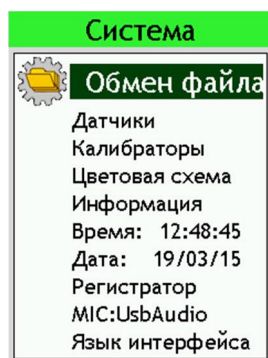 Система
Обмен файла
Датчики
Калибраторы
Цветовая схема
Информация
Время: 12:48:45
Дата: 19/03/15
Регистратор
MIC:UsbAudio
Язык интерфейса